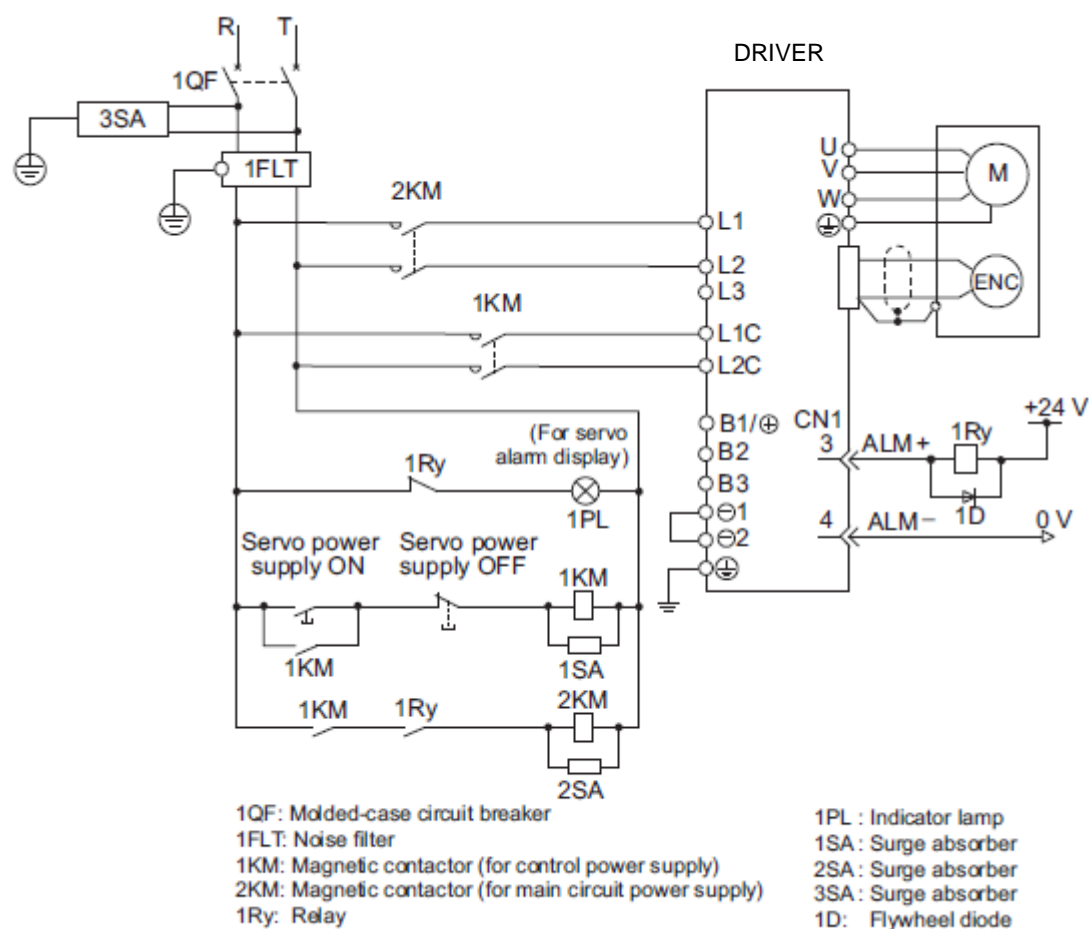 R T
DRIVER
1QF
3SA
1FLT
U
V
W
M
2KM
L1
L2
L3
ENC
1KM
L1C
L2C
B1/⊕ CN1
B2
B3
⊖1
⊖2
3 ALM+ 1Ry +24 V
1D
4 ALM− 0 V
(For servo
alarm display)
1Ry
1PL
Servo power
supply ON
Servo power
supply OFF
1KM
1KM
1SA
1KM 1Ry 2KM
2SA
1QF: Molded-case circuit breaker
1FLT: Noise filter
1KM: Magnetic contactor (for control power supply)
2KM: Magnetic contactor (for main circuit power supply)
1Ry: Relay
1PL : Indicator lamp
1SA : Surge absorber
2SA : Surge absorber
3SA : Surge absorber
1D: Flywheel diode